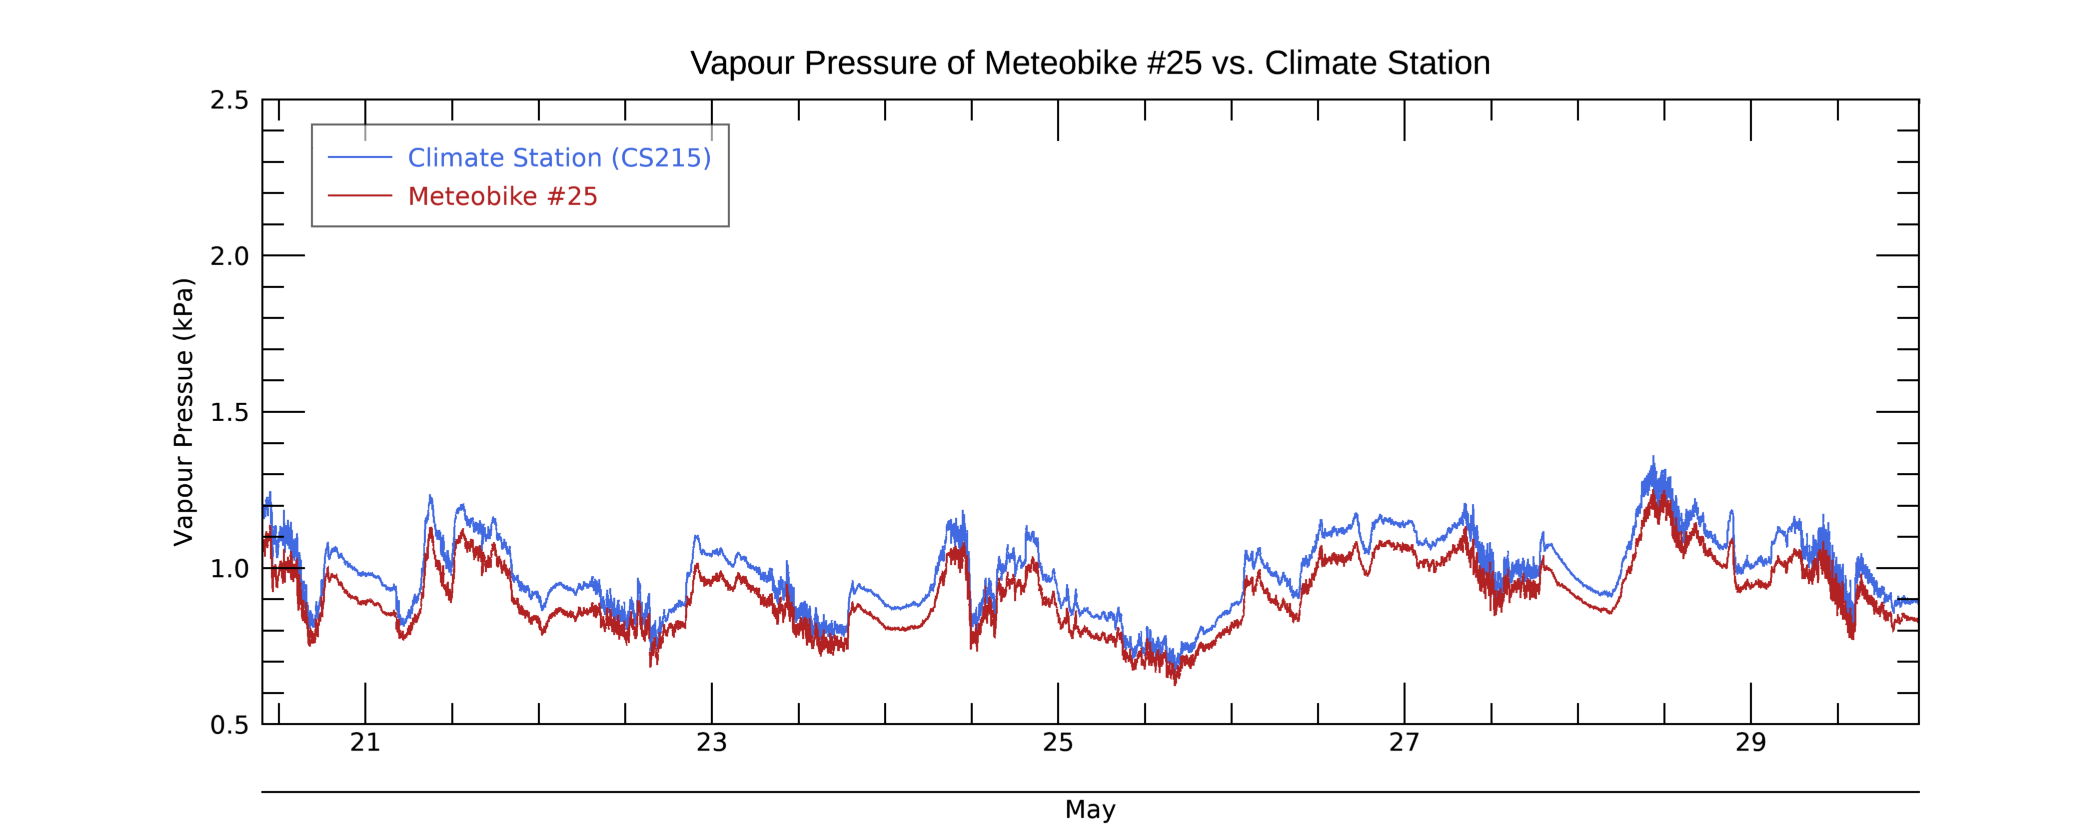 Vapour Pressure of Meteobike #25 vs. Climate Station
2.5
Climate Station (CS215)
Meteobike #25
2.0
Vapour Pressue (kPa)
1.5
1.0
0.5
21 23 25 27 29
May